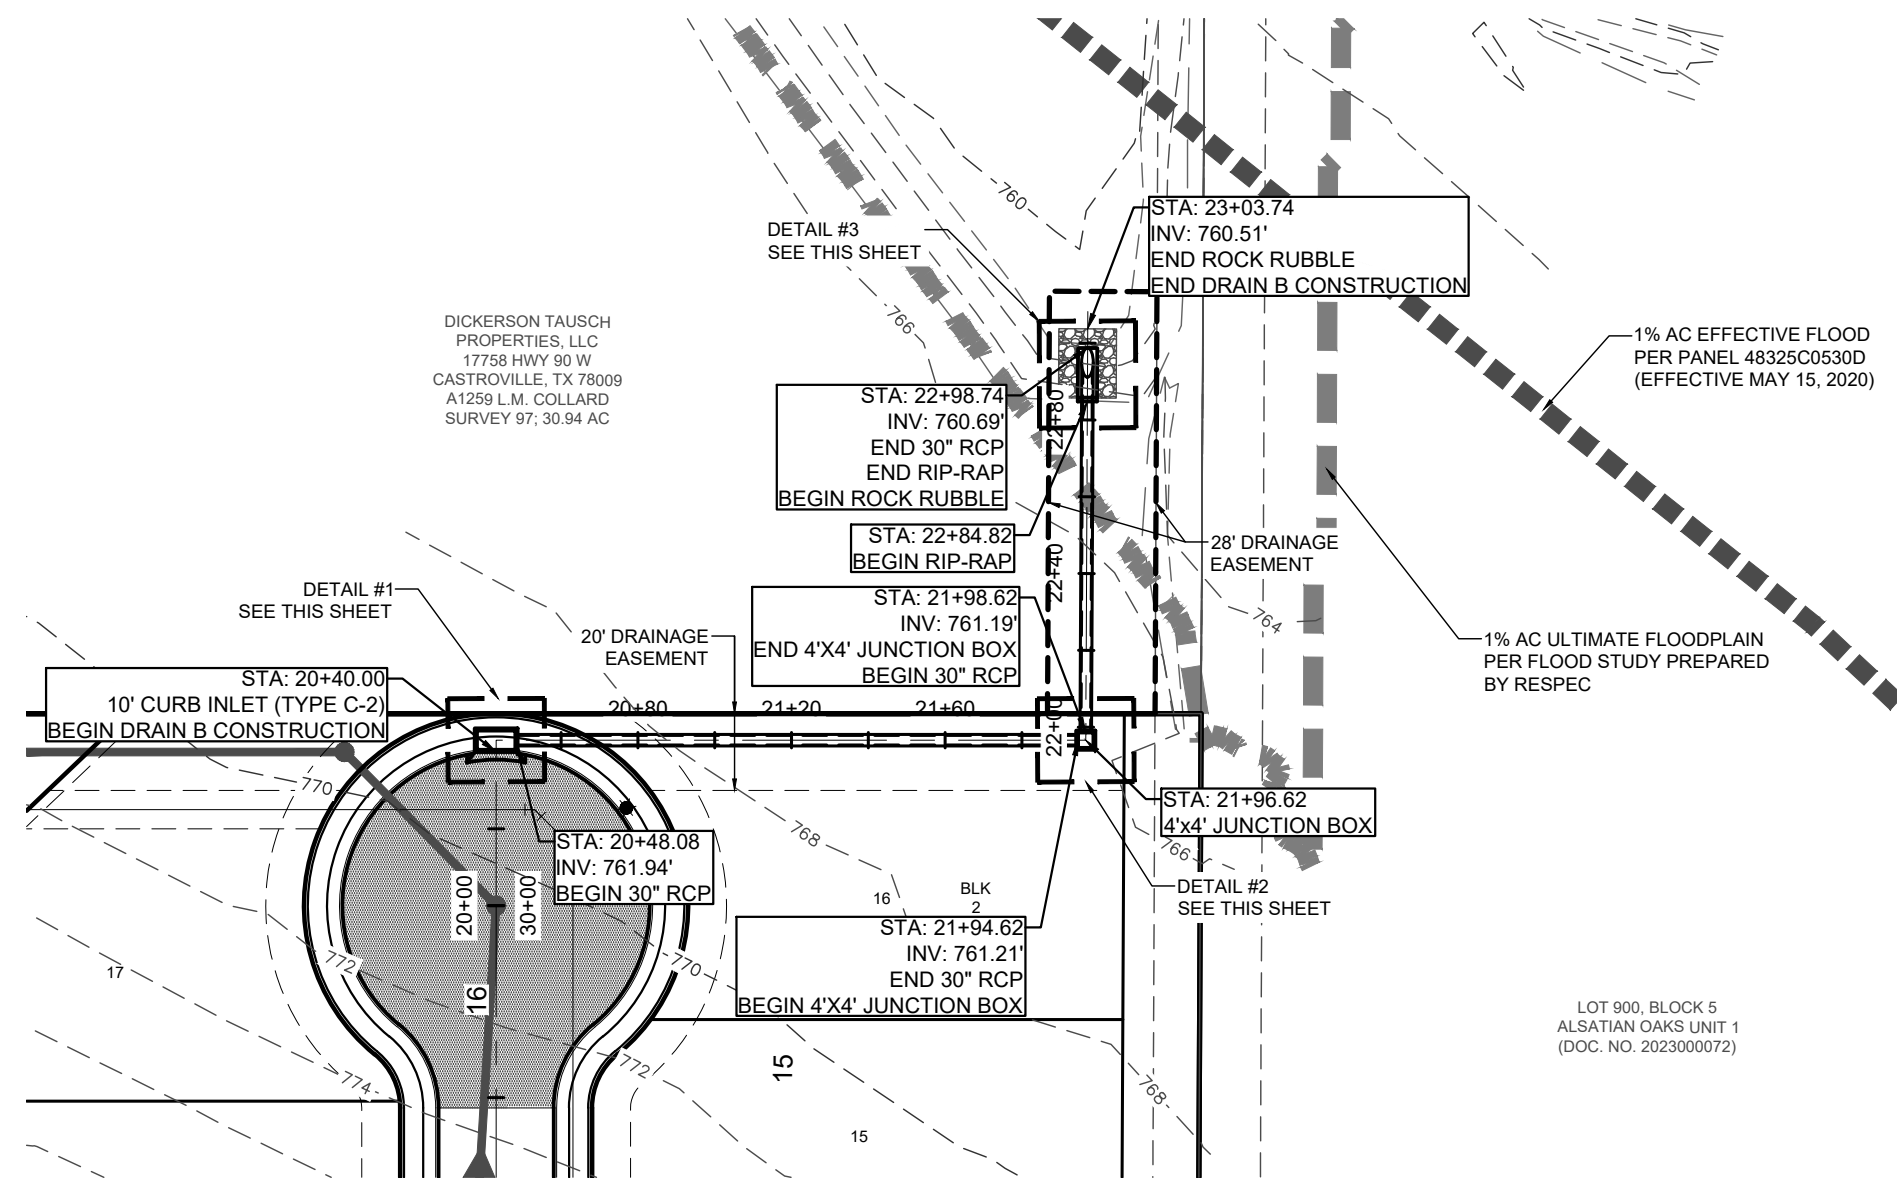 760
STA: 23+03.74
INV: 760.51'
END ROCK RUBBLE
END DRAIN B CONSTRUCTION
DETAIL #3
SEE THIS SHEET
DICKERSON TAUSCH
PROPERTIES, LLC
17758 HWY 90 W
CASTROVILLE, TX 78009
A1259 L.M. COLLARD
SURVEY 97; 30.94 AC
766
1% AC EFFECTIVE FLOOD
PER PANEL 48325C0530D
(EFFECTIVE MAY 15, 2020)
STA: 22+98.74
INV: 760.69'
END 30" RCP
END RIP-RAP
BEGIN ROCK RUBBLE
22+80
STA: 22+84.82
BEGIN RIP-RAP
28' DRAINAGE
EASEMENT
22+40
DETAIL #1
SEE THIS SHEET
STA: 21+98.62
INV: 761.19'
END 4'X4' JUNCTION BOX
BEGIN 30" RCP
764
20' DRAINAGE
EASEMENT
1% AC ULTIMATE FLOODPLAIN
PER FLOOD STUDY PREPARED
BY RESPEC
STA: 20+40.00
10' CURB INLET (TYPE C-2)
BEGIN DRAIN B CONSTRUCTION
20+80
21+20
21+60
22+00
770
STA: 21+96.62
4'x4' JUNCTION BOX
768
766
STA: 20+48.08
INV: 761.94'
BEGIN 30" RCP
20+00
30+00
16
BLK
2
DETAIL #2
SEE THIS SHEET
STA: 21+94.62
INV: 761.21'
END 30" RCP
BEGIN 4'X4' JUNCTION BOX
772
770
17
16
LOT 900, BLOCK 5
ALSATIAN OAKS UNIT 1
(DOC. NO. 2023000072)
774
772
15
768
15